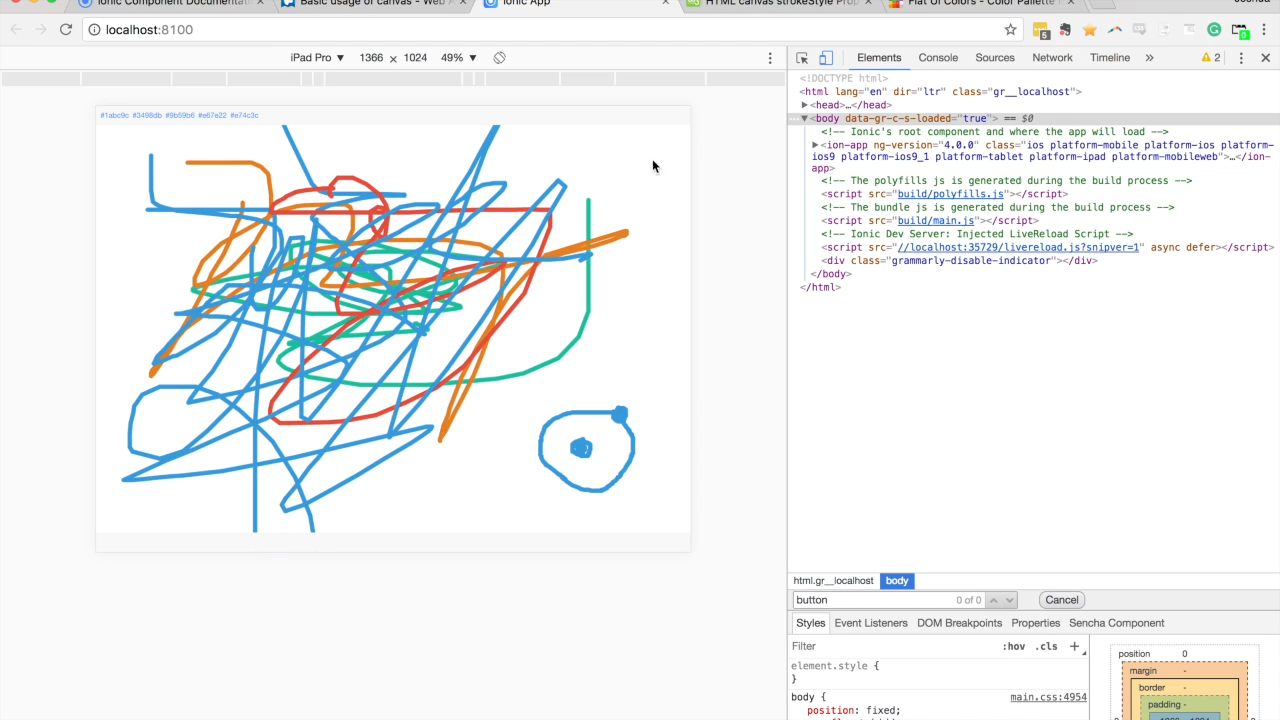 Ionic Component Documentat
Basic usage of canvas - Web A
Ionic App
HTML canvas strokeStyle Prop
Flat UI Colors - Color Pallette
localhost:8100
5
0
iPad Pro ▼ 1366 × 1024 49% ▼
Elements Console Sources Network Timeline » 2
#1abc9c #3498db #9b59b6 #e67e22 #e74c3c
<!DOCTYPE html>
<html lang="en" dir="ltr" class="gr__localhost">
▶<head>…</head>
… ▼<body data-gr-c-s-loaded="true"> == $0
<!-- Ionic's root component and where the app will load -->
▶<ion-app ng-version="4.0.0" class="ios platform-mobile platform-ios platform-
ios9 platform-ios9_1 platform-tablet platform-ipad platform-mobileweb">…</ion-
app>
<!-- The polyfills js is generated during the build process -->
<script src="build/polyfills.js"></script>
<!-- The bundle js is generated during the build process -->
<script src="build/main.js"></script>
<!-- Ionic Dev Server: Injected LiveReload Script -->
<script src="//localhost:35729/livereload.js?snipver=1" async defer></script>
<div class="grammarly-disable-indicator"></div>
</body>
</html>
html.gr__localhost body
button 0 of 0 Cancel
Styles Event Listeners DOM Breakpoints Properties Sencha Component
Filter :hov .cls +
element.style {
}
body { main.css:4954
position: fixed;
position 0
margin -
border -
padding -